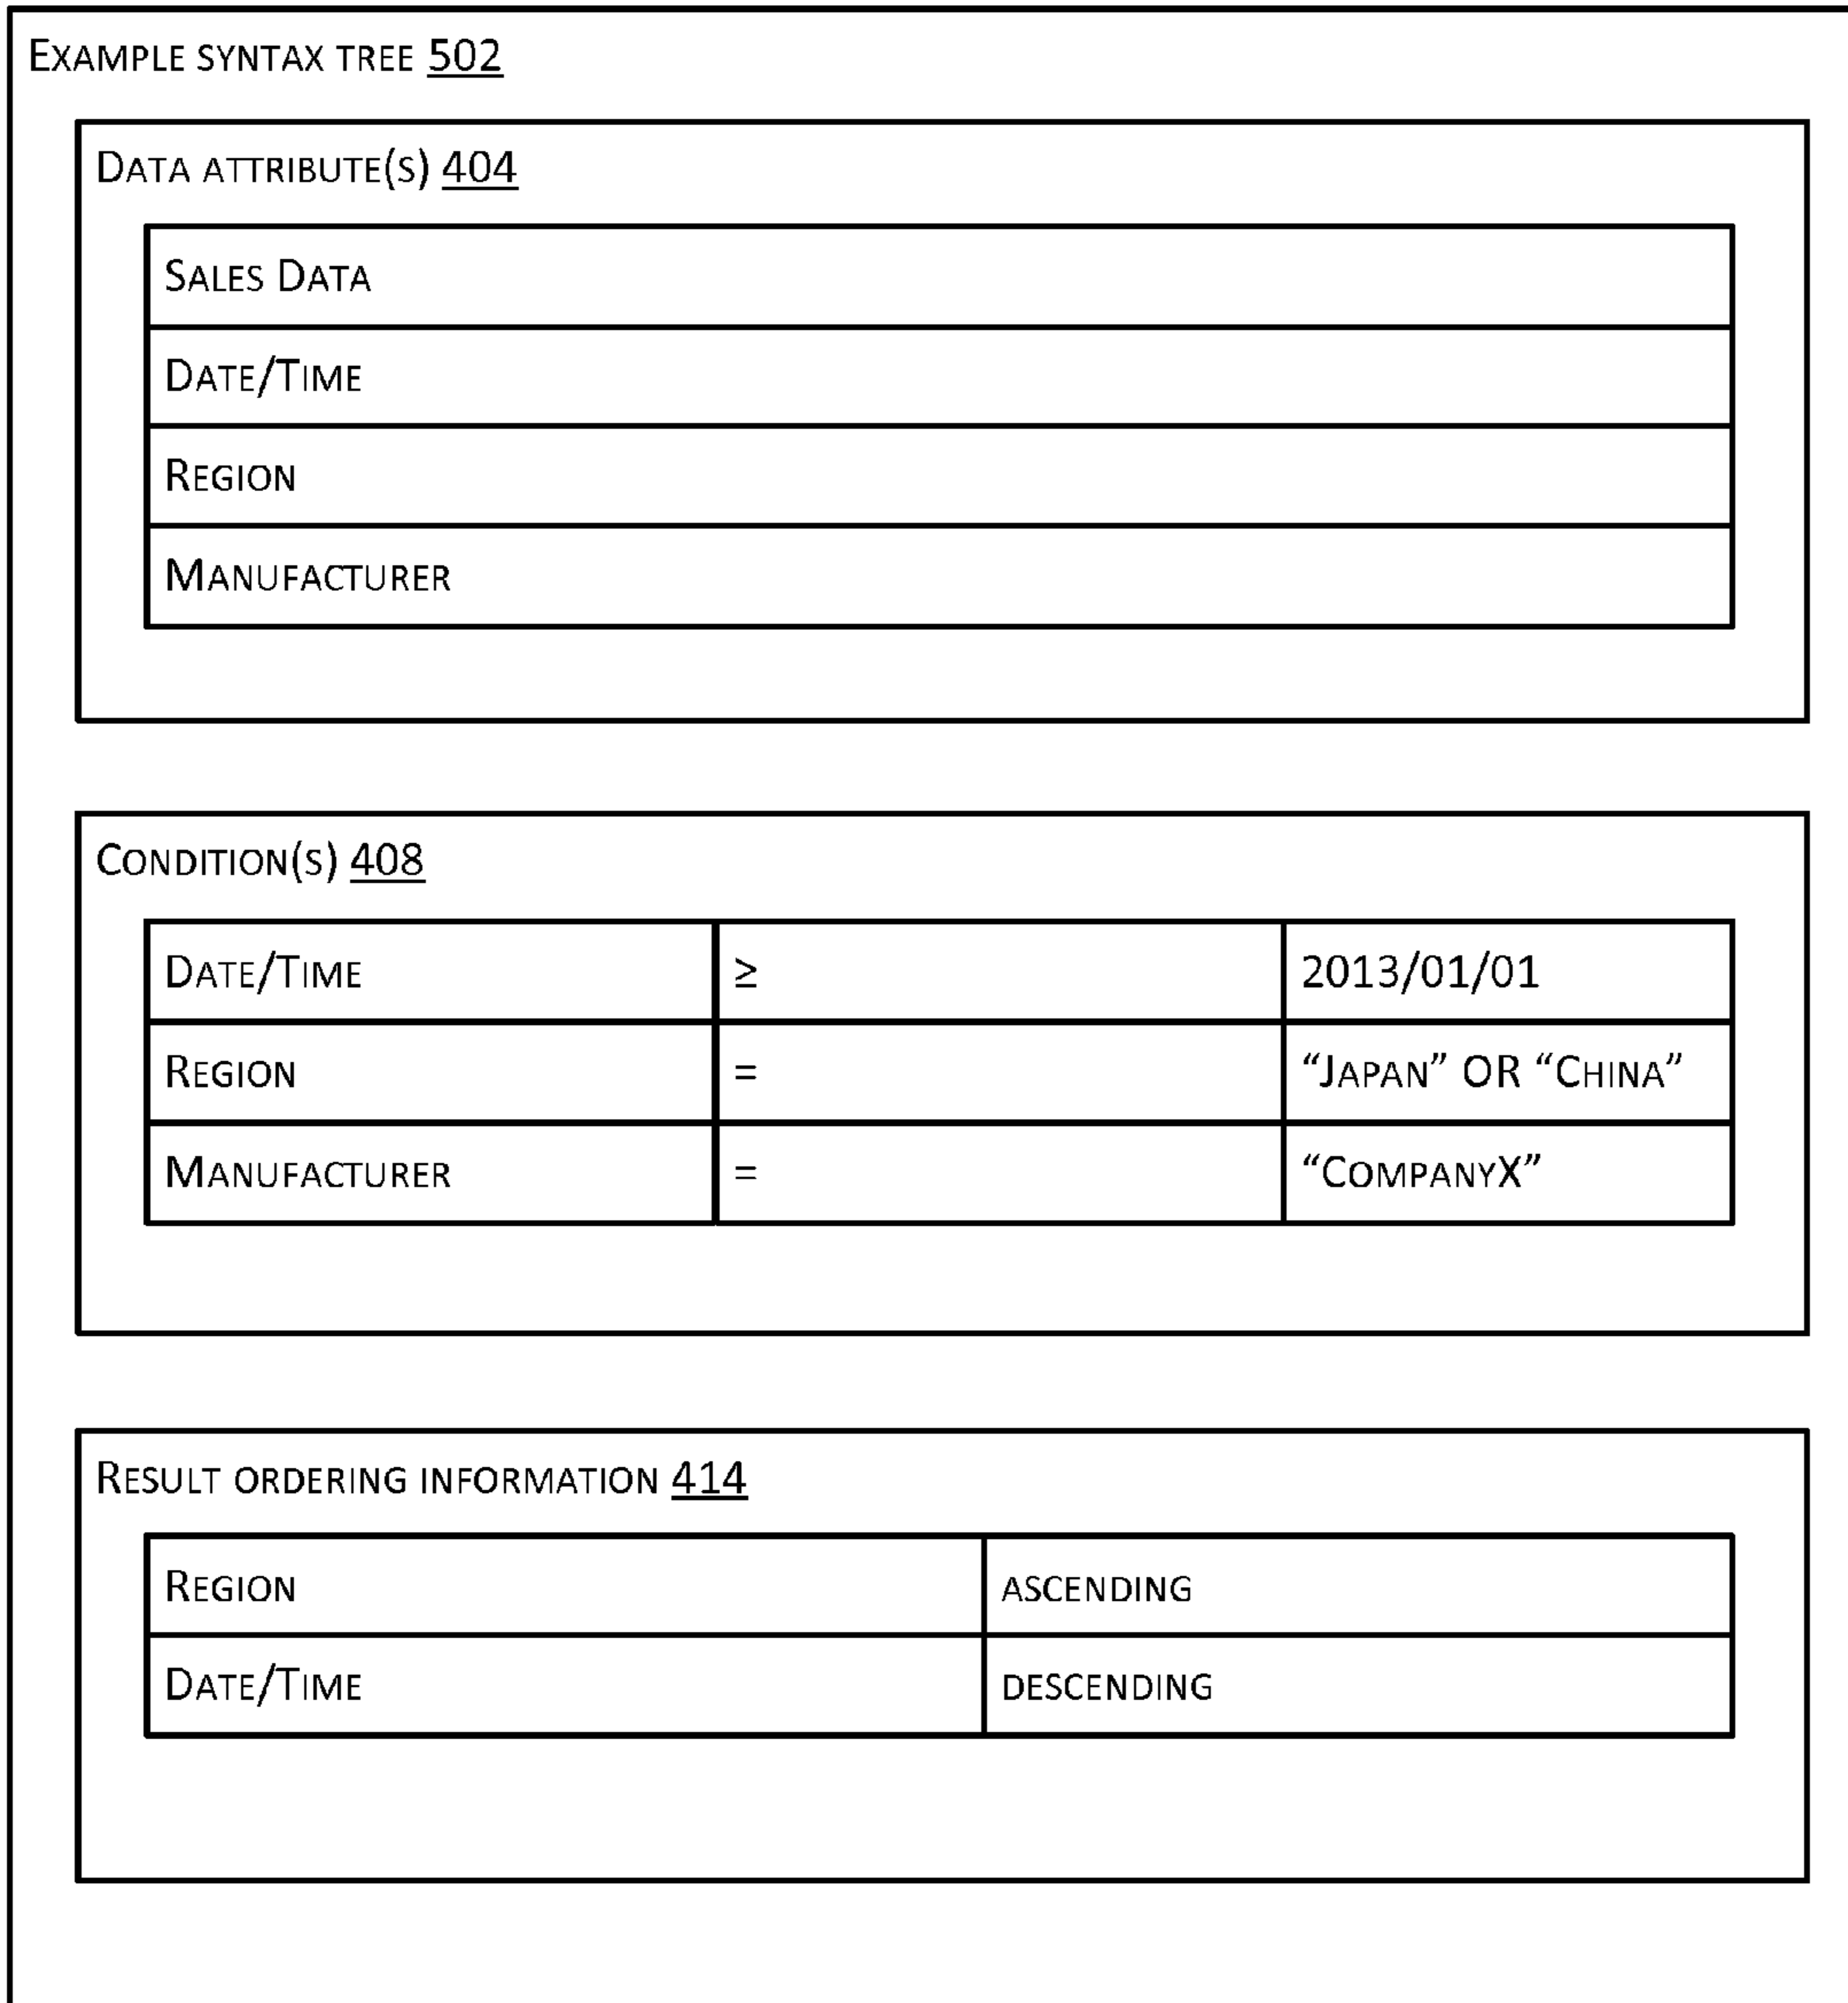 EXAMPLE SYNTAX TREE 502
DATA ATTRIBUTE(S) 404
SALES DATA
DATE/TIME
REGION
MANUFACTURER
CONDITION(S) 408
DATE/TIME ≥ 2013/01/01
REGION = “JAPAN” OR “CHINA”
MANUFACTURER = “COMPANYX”
RESULT ORDERING INFORMATION 414
REGION ASCENDING
DATE/TIME DESCENDING